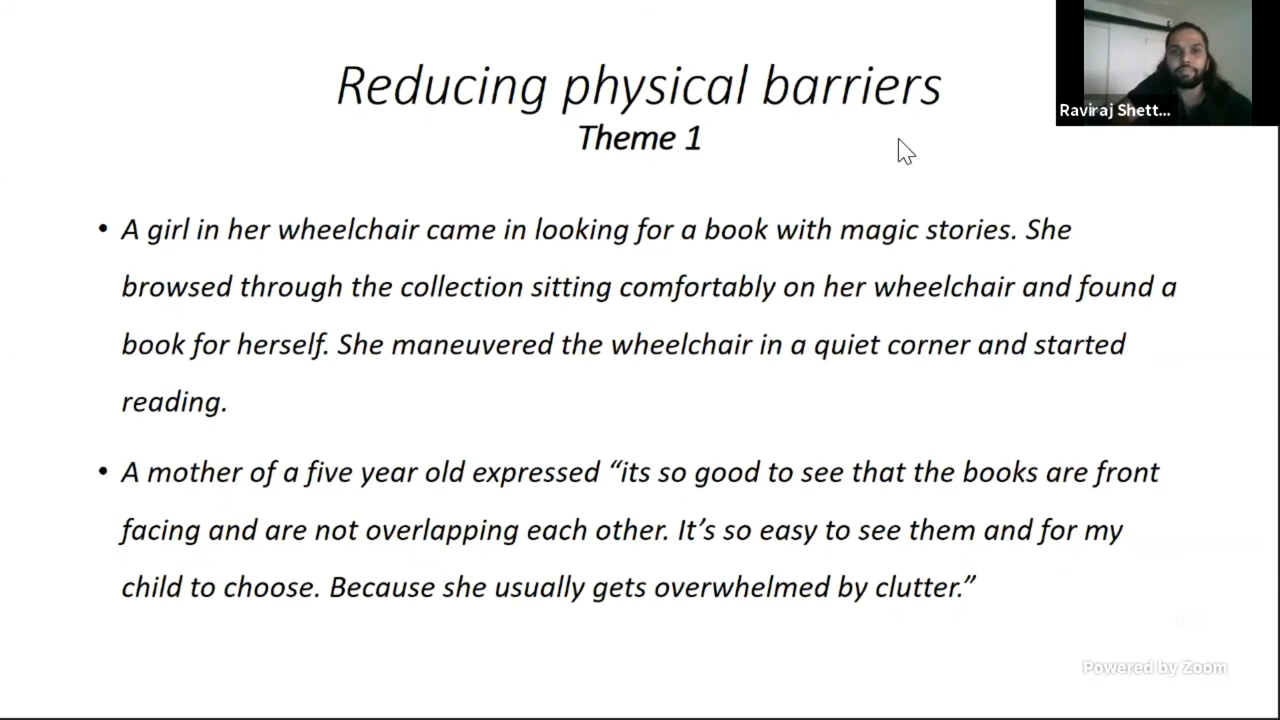 Raviraj Shett...
Reducing physical barriers
Theme 1
• A girl in her wheelchair came in looking for a book with magic stories. She
browsed through the collection sitting comfortably on her wheelchair and found a
book for herself. She maneuvered the wheelchair in a quiet corner and started
reading.
• A mother of a five year old expressed “its so good to see that the books are front
facing and are not overlapping each other. It’s so easy to see them and for my
child to choose. Because she usually gets overwhelmed by clutter.”
Powered by Zoom